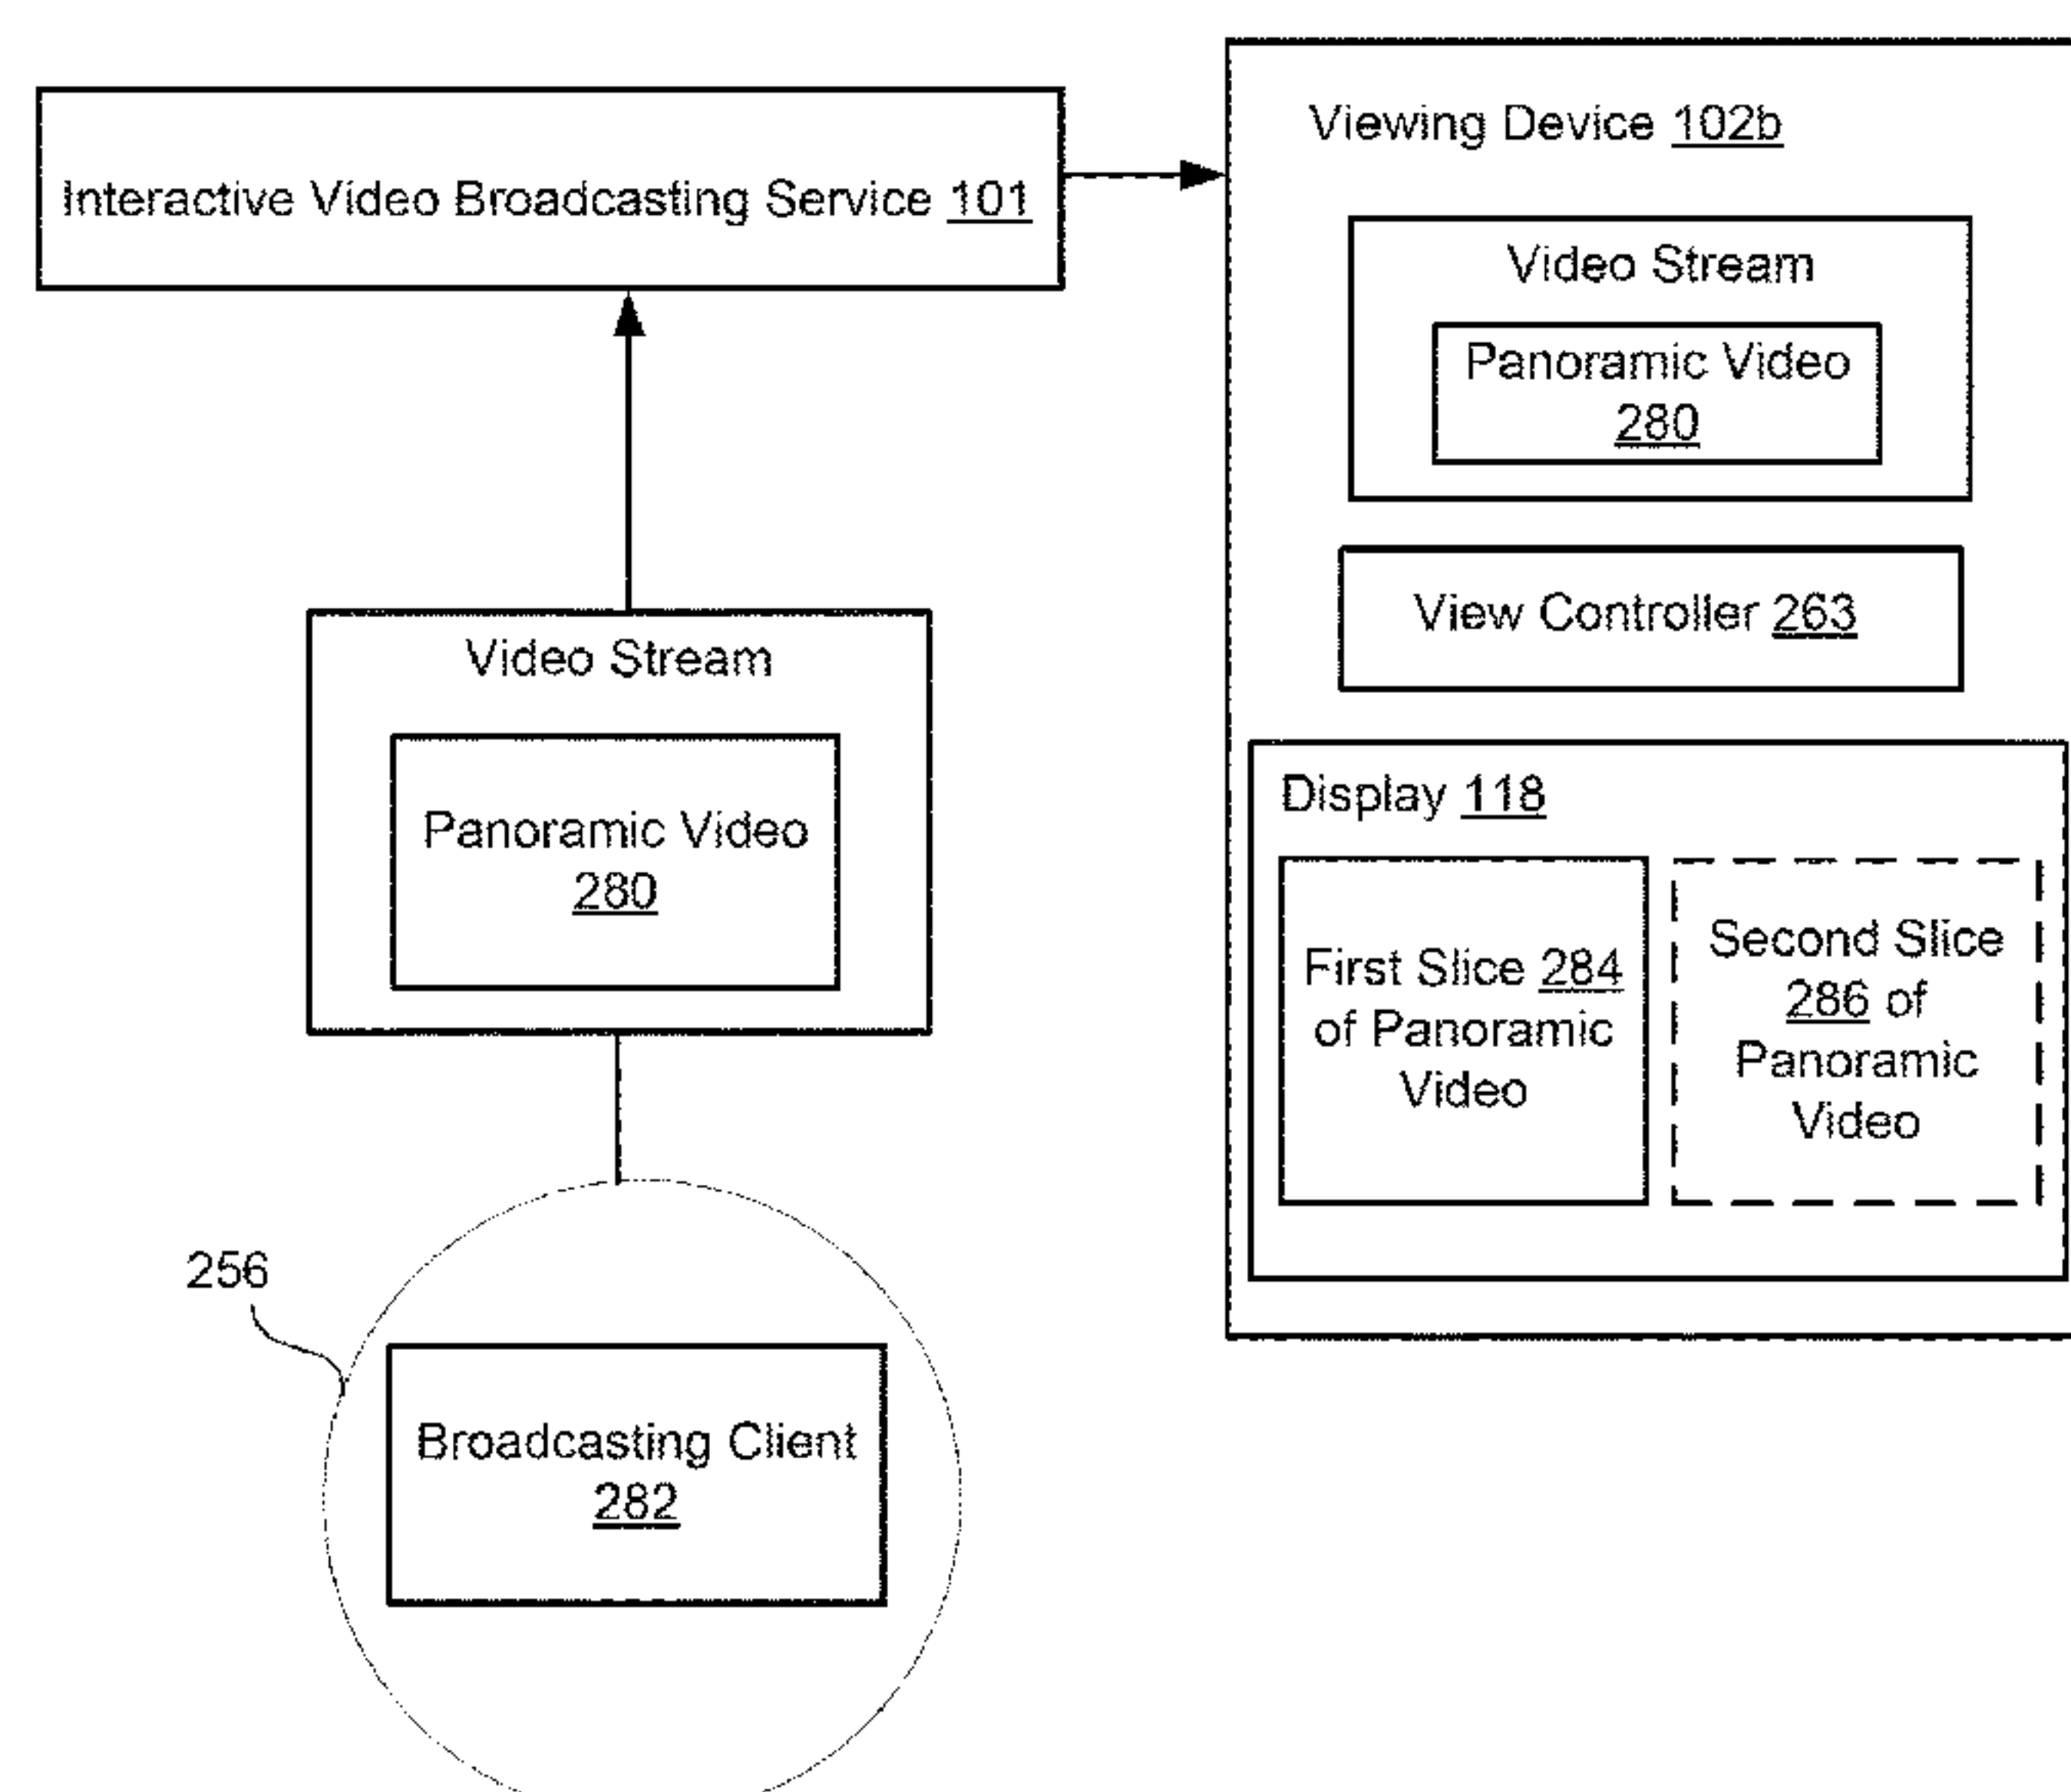 Interactive Video Broadcasting Service 101
Video Stream
Panoramic Video
280
256
Broadcasting Client
282
Viewing Device 102b
Video Stream
Panoramic Video
280
View Controller 263
Display 118
First Slice 284
of Panoramic
Video
Second Slice
286 of
Panoramic
Video